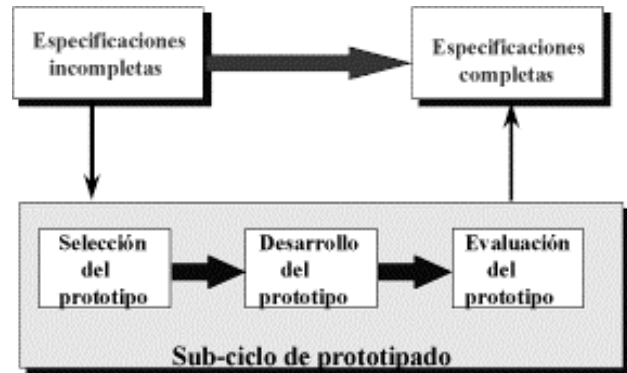 Especificaciones
incompletas
Especificaciones
completas
Selección
del
prototipo
Desarrollo
del
prototipo
Evaluación
del
prototipo
Sub-ciclo de prototipado